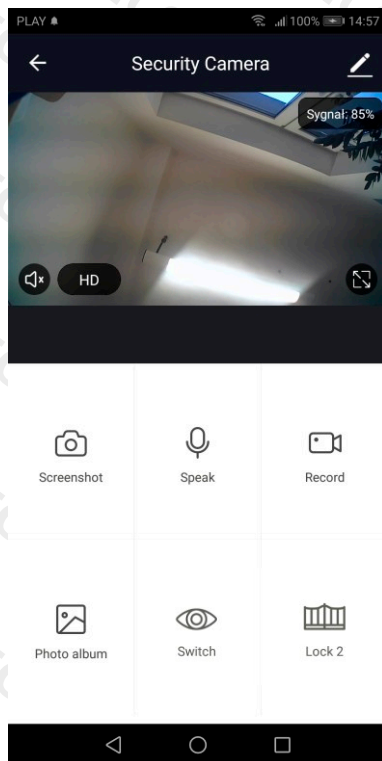 PLAY 100% 14:57
Security Camera
Sygnał: 85%
HD
Screenshot Speak Record
Photo album Switch Lock 2